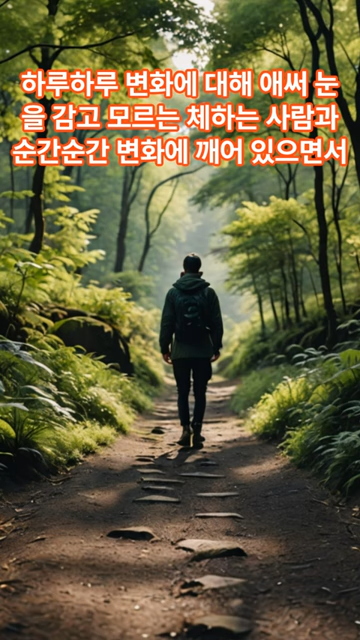 하루하루 변화에 대해 애써 눈
을 감고 모르는 체하는 사람과
순간순간 변화에 깨어 있으면서